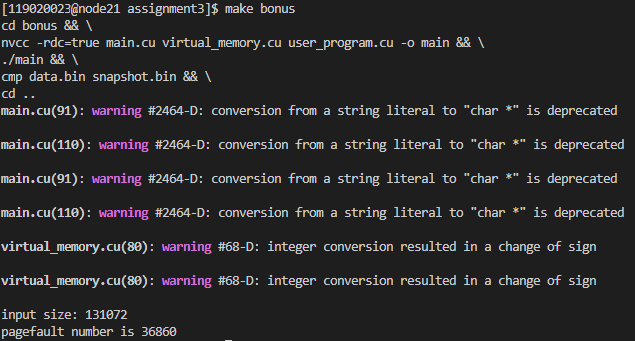 [119020023@node21 assignment3]$ make bonus
cd bonus && \
nvcc -rdc=true main.cu virtual_memory.cu user_program.cu -o main && \
./main && \
cmp data.bin snapshot.bin && \
cd ..
main.cu(91): warning #2464-D: conversion from a string literal to "char *" is deprecated
main.cu(110): warning #2464-D: conversion from a string literal to "char *" is deprecated
main.cu(91): warning #2464-D: conversion from a string literal to "char *" is deprecated
main.cu(110): warning #2464-D: conversion from a string literal to "char *" is deprecated
virtual_memory.cu(80): warning #68-D: integer conversion resulted in a change of sign
virtual_memory.cu(80): warning #68-D: integer conversion resulted in a change of sign
input size: 131072
pagefault number is 36860